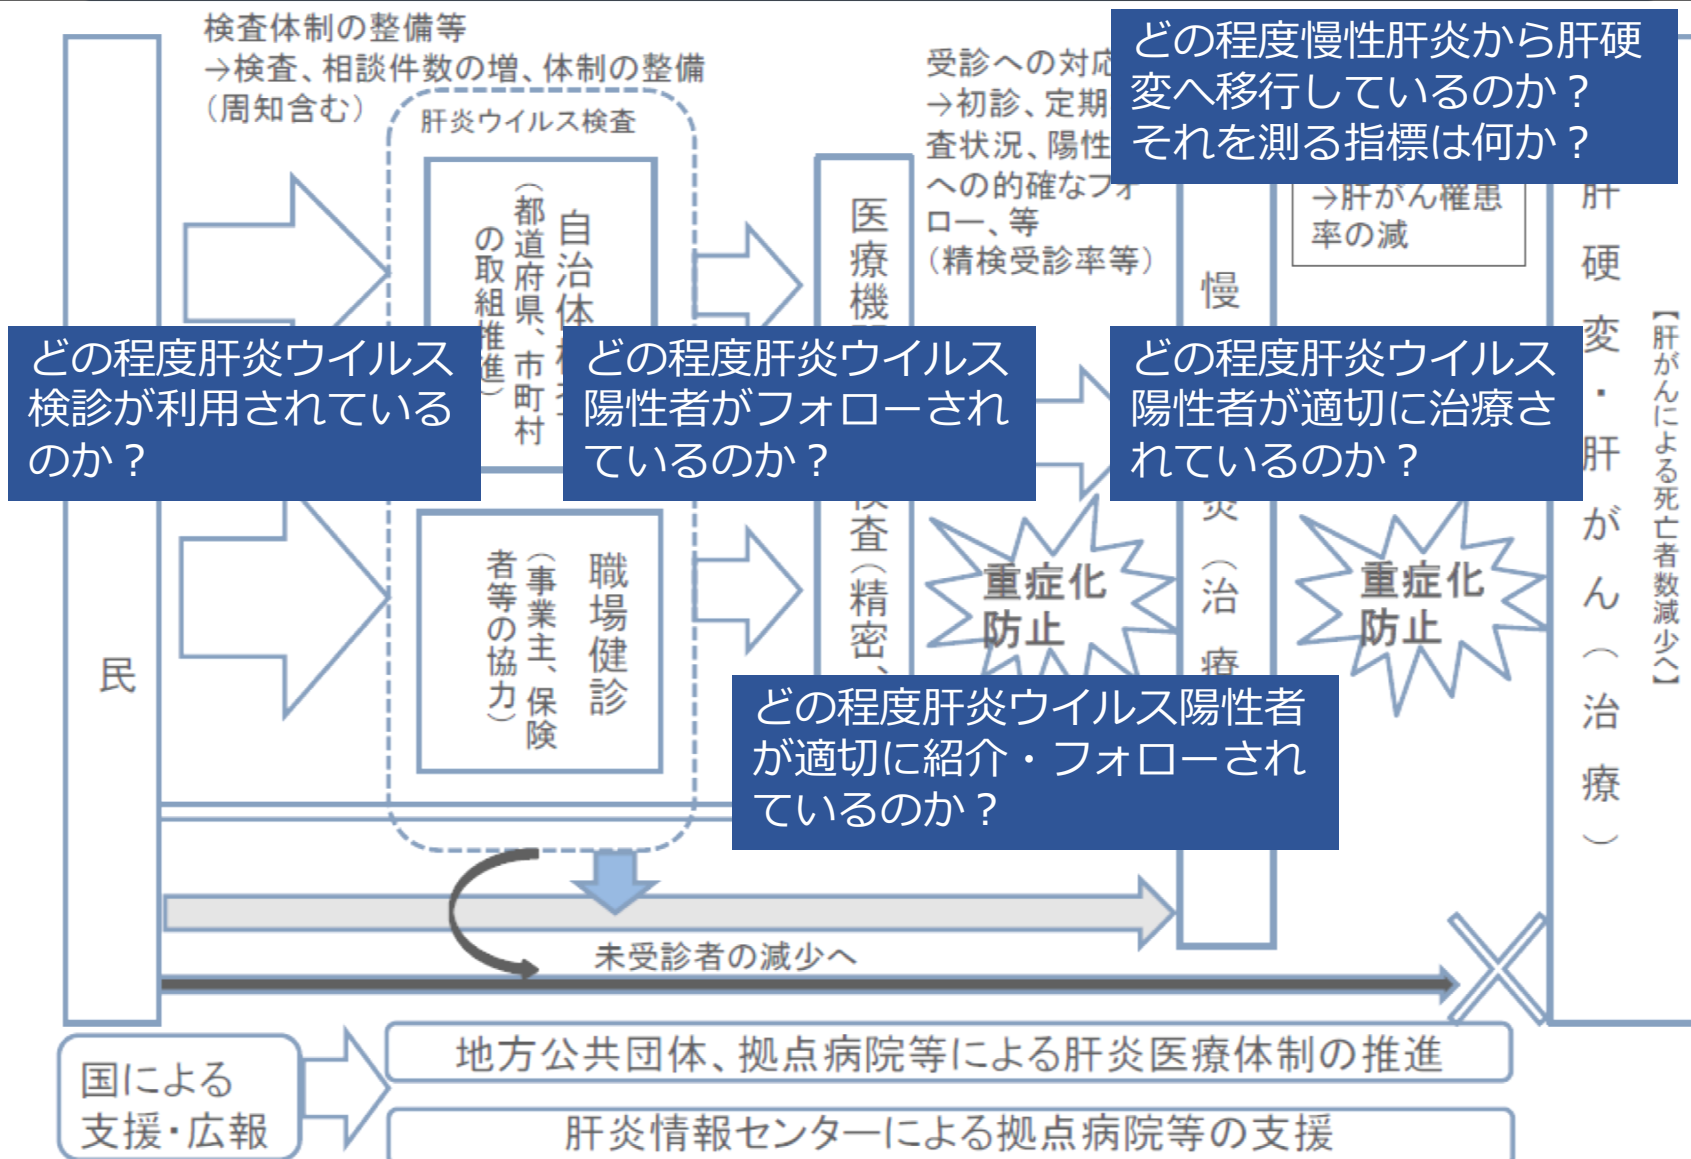 検査体制の整備等
→検査、相談件数の増、体制の整備
（周知含む）
肝炎ウイルス検査
受診への対応
→初診、定期
査状況、陽性
への的確なフォ
ロー、等
（精検受診率等）
どの程度慢性肝炎から肝硬
変へ移行しているのか？
それを測る指標は何か？
→肝がん罹患
率の減
自治体検
（都道府県、市町村
の取組推進）
医療機
検査（精密、
慢
炎（治療
肝硬変・肝がん（治療）
【肝がんによる死亡者数減少へ】
どの程度肝炎ウイルス
検診が利用されている
のか？
どの程度肝炎ウイルス
陽性者がフォローされ
ているのか？
どの程度肝炎ウイルス
陽性者が適切に治療さ
れているのか？
職場健診
（事業主、保険
者等の協力）
重症化
防止
重症化
防止
民
どの程度肝炎ウイルス陽性者
が適切に紹介・フォローされ
ているのか？
未受診者の減少へ
国による
支援・広報
地方公共団体、拠点病院等による肝炎医療体制の推進
肝炎情報センターによる拠点病院等の支援